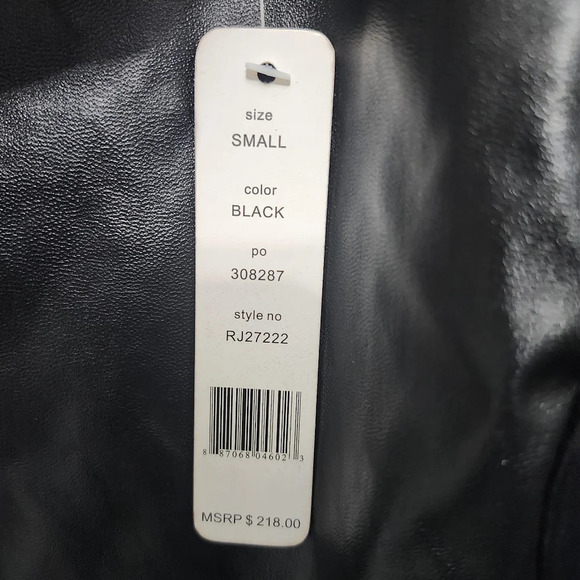 size
SMALL
color
BLACK
po
308287
style no
RJ27222
8 87068 04602 3
MSRP $ 218.00